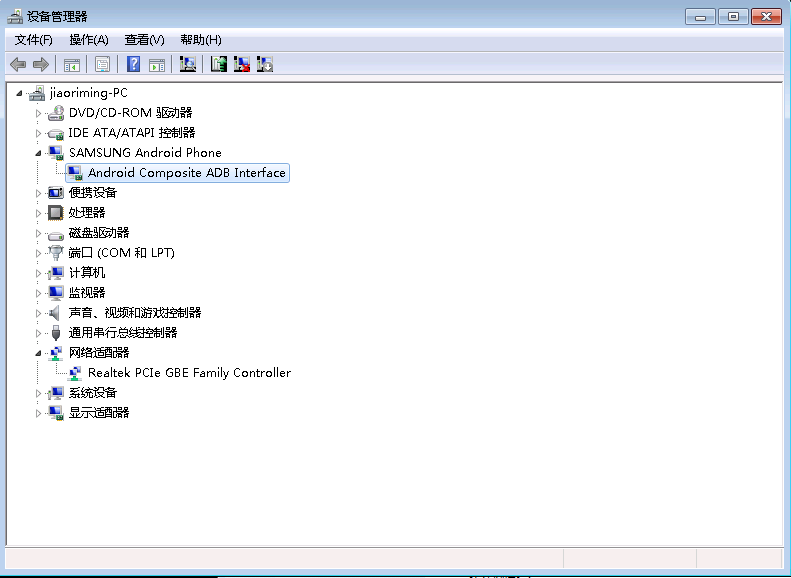 设备管理器
文件(F) 操作(A) 查看(V) 帮助(H)
jiaoriming-PC
DVD/CD-ROM 驱动器
IDE ATA/ATAPI 控制器
SAMSUNG Android Phone
Android Composite ADB Interface
便携设备
处理器
磁盘驱动器
端口 (COM 和 LPT)
计算机
监视器
声音、视频和游戏控制器
通用串行总线控制器
网络适配器
Realtek PCIe GBE Family Controller
系统设备
显示适配器